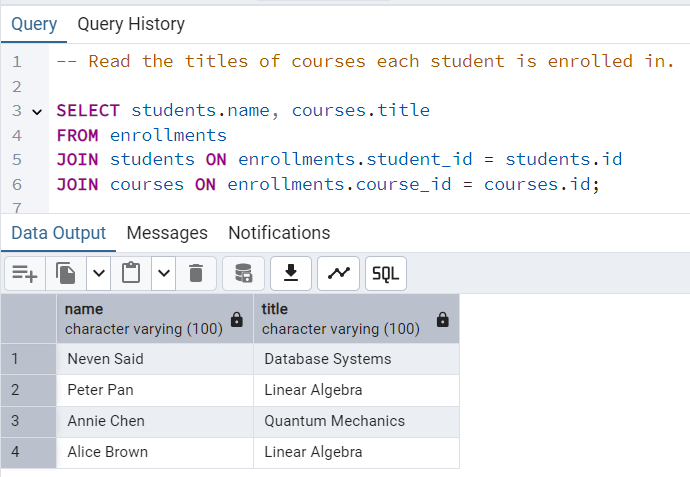 Query Query History
1 -- Read the titles of courses each student is enrolled in.
2
3 SELECT students.name, courses.title
4 FROM enrollments
5 JOIN students ON enrollments.student_id = students.id
6 JOIN courses ON enrollments.course_id = courses.id;
7
Data Output Messages Notifications
SQL
name title
character varying (100) character varying (100)
1 Neven Said Database Systems
2 Peter Pan Linear Algebra
3 Annie Chen Quantum Mechanics
4 Alice Brown Linear Algebra